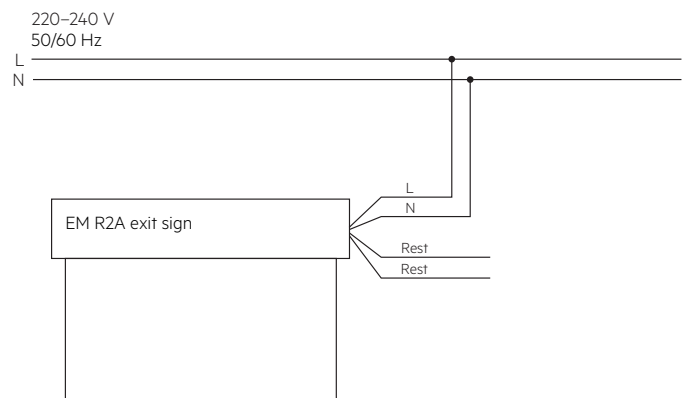 220–240 V
50/60 Hz
L
N
L
N
EM R2A exit sign
Rest
Rest